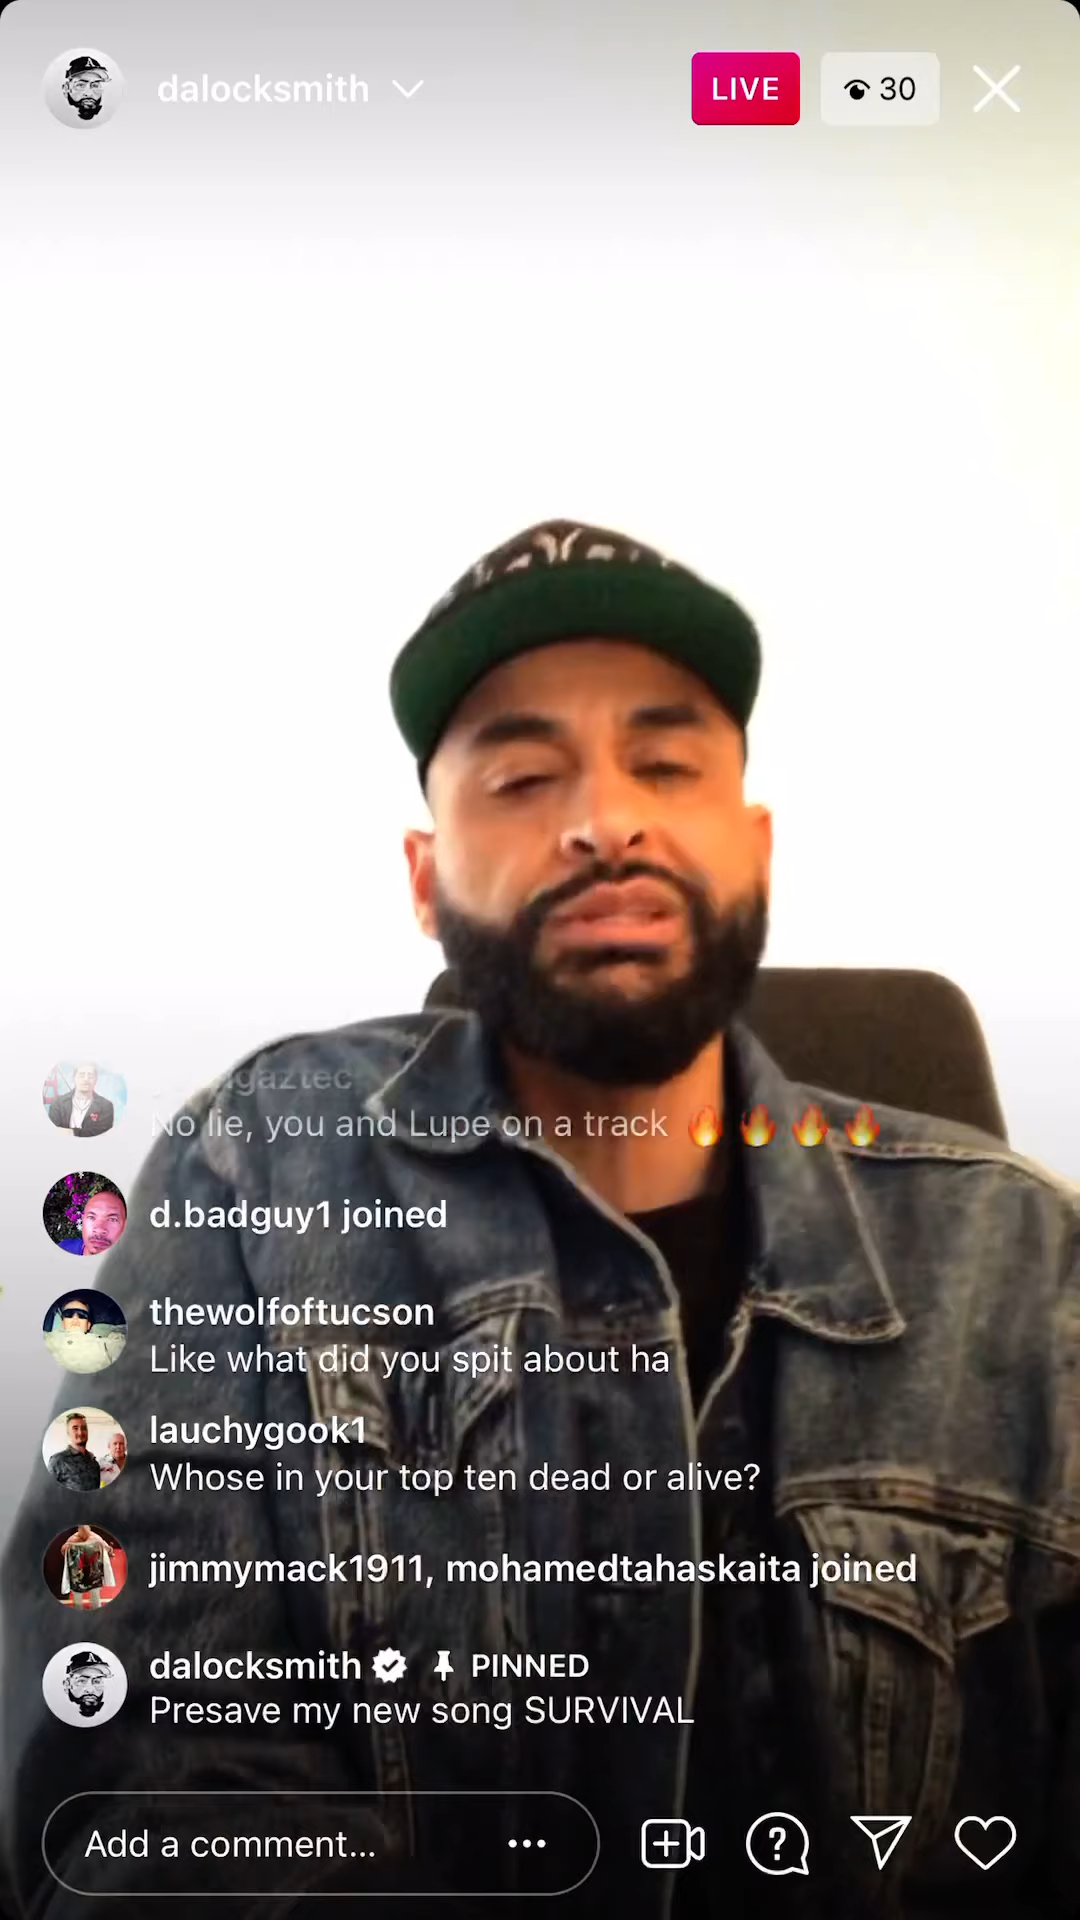 dalocksmith
LIVE
30
No lie, you and Lupe on a track 🔥🔥🔥🔥
d.badguy1 joined
thewolfoftucson
Like what did you spit about ha
lauchygook1
Whose in your top ten dead or alive?
jimmymack1911, mohamedtahaskaita joined
dalocksmith PINNED
Presave my new song SURVIVAL
Add a comment...